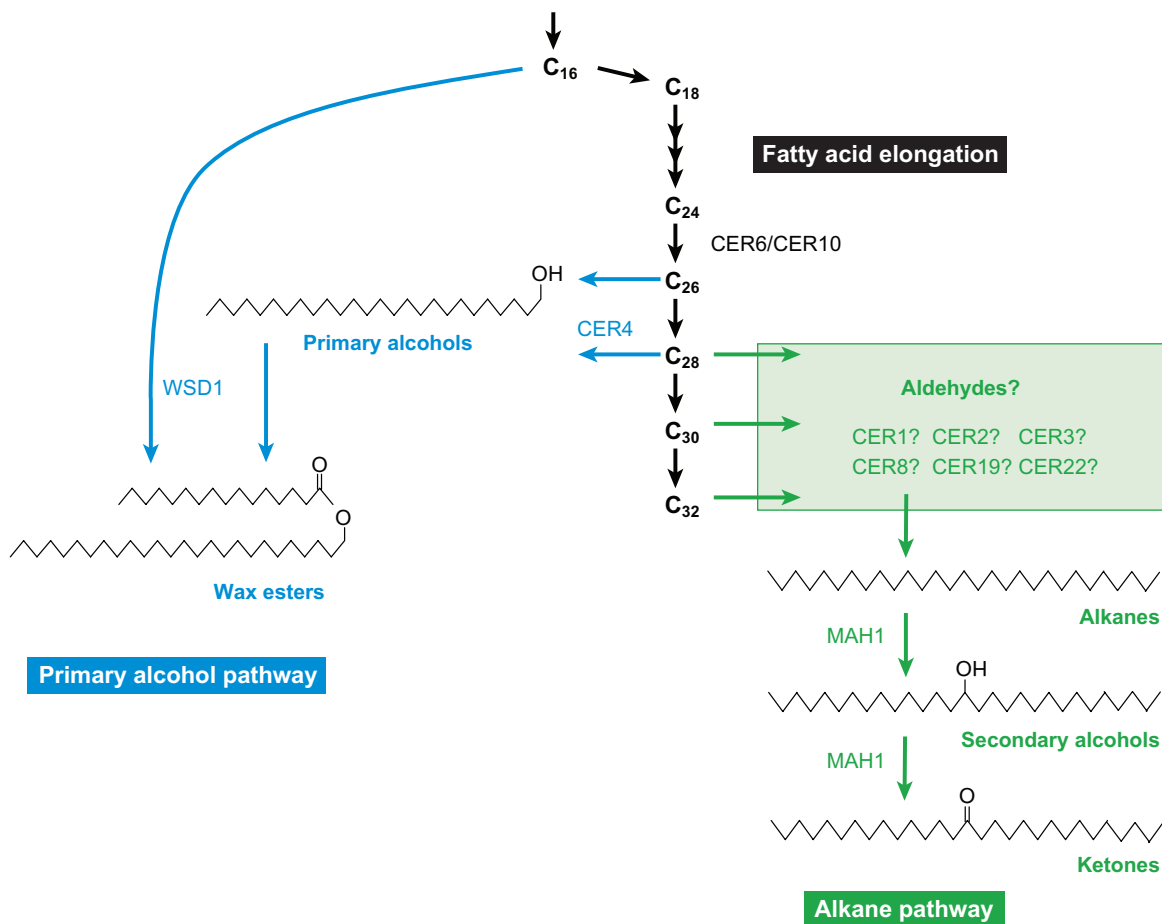 C16
C18
Fatty acid elongation
C24
CER6/CER10
C26
OH
Primary alcohols
CER4
C28
WSD1
Aldehydes?
C30
CER1? CER2? CER3?
CER8? CER19? CER22?
O
C32
O
Wax esters
Alkanes
MAH1
Primary alcohol pathway
OH
Secondary alcohols
MAH1
O
Ketones
Alkane pathway